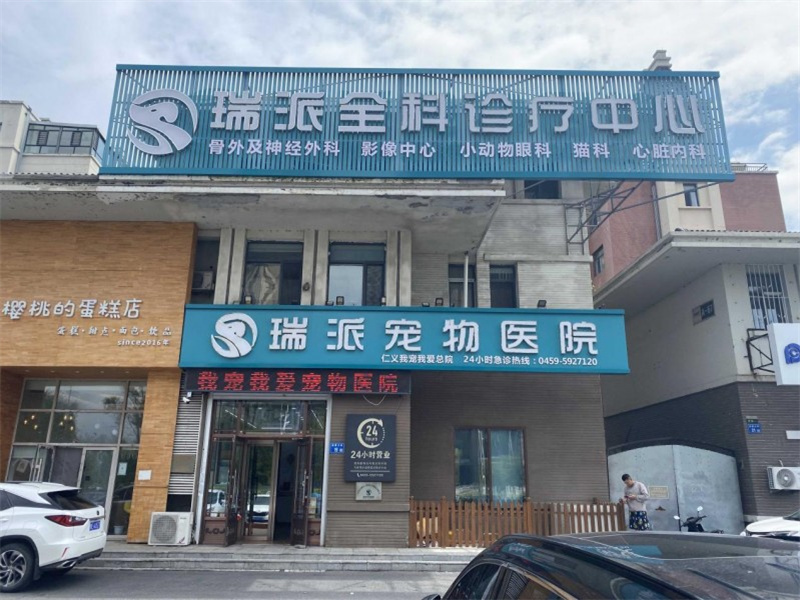 瑞派全科诊疗中心
骨外及神经外科 影像中心 小动物眼科 猫科 心脏内科
樱桃的蛋糕店
蛋糕·甜点·面包·饮品
since2016年
瑞派宠物医院
仁义我宠我爱总院 24小时急诊热线：0459-5927120
我宠我爱宠物医院
24
hours
24小时营业